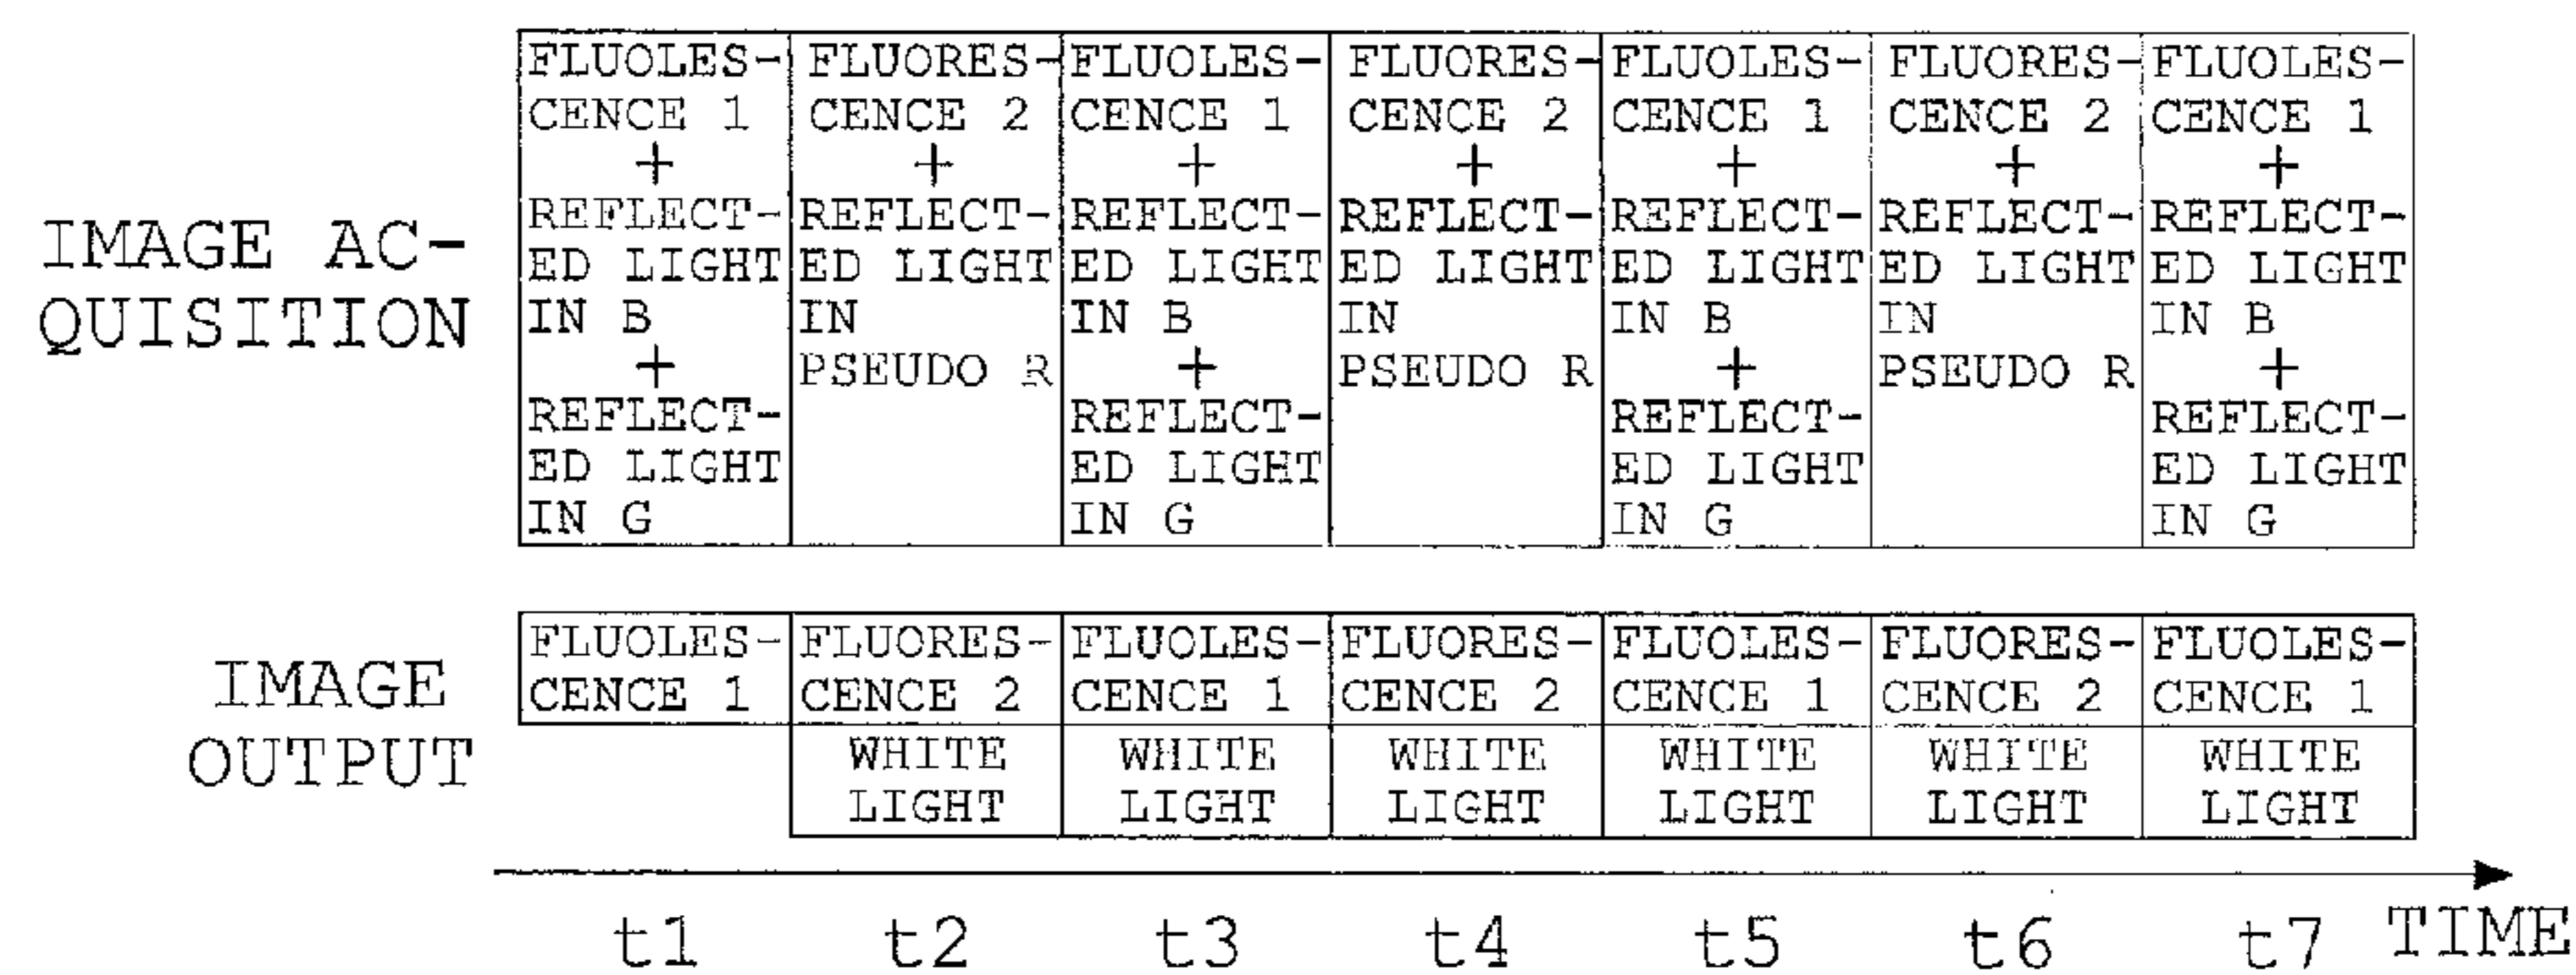 IMAGE AC-
QUISITION
FLUOLES-
CENCE 1
+
REFLECT-
ED LIGHT
IN B
+
REFLECT-
ED LIGHT
IN G
FLUORES-
CENCE 2
+
REFLECT-
ED LIGHT
IN
PSEUDO R
FLUOLES-
CENCE 1
+
REFLECT-
ED LIGHT
IN B
+
REFLECT-
ED LIGHT
IN G
FLUORES-
CENCE 2
+
REFLECT-
ED LIGHT
IN
PSEUDO R
FLUOLES-
CENCE 1
+
REFLECT-
ED LIGHT
IN B
+
REFLECT-
ED LIGHT
IN G
FLUORES-
CENCE 2
+
REFLECT-
ED LIGHT
IN
PSEUDO R
FLUOLES-
CENCE 1
+
REFLECT-
ED LIGHT
IN B
+
REFLECT-
ED LIGHT
IN G
IMAGE
OUTPUT
FLUOLES-
CENCE 1
FLUORES-
CENCE 2
FLUOLES-
CENCE 1
FLUORES-
CENCE 2
FLUOLES-
CENCE 1
FLUORES-
CENCE 2
FLUOLES-
CENCE 1
WHITE
LIGHT
WHITE
LIGHT
WHITE
LIGHT
WHITE
LIGHT
WHITE
LIGHT
WHITE
LIGHT
t1 t2 t3 t4 t5 t6 t7 TIME